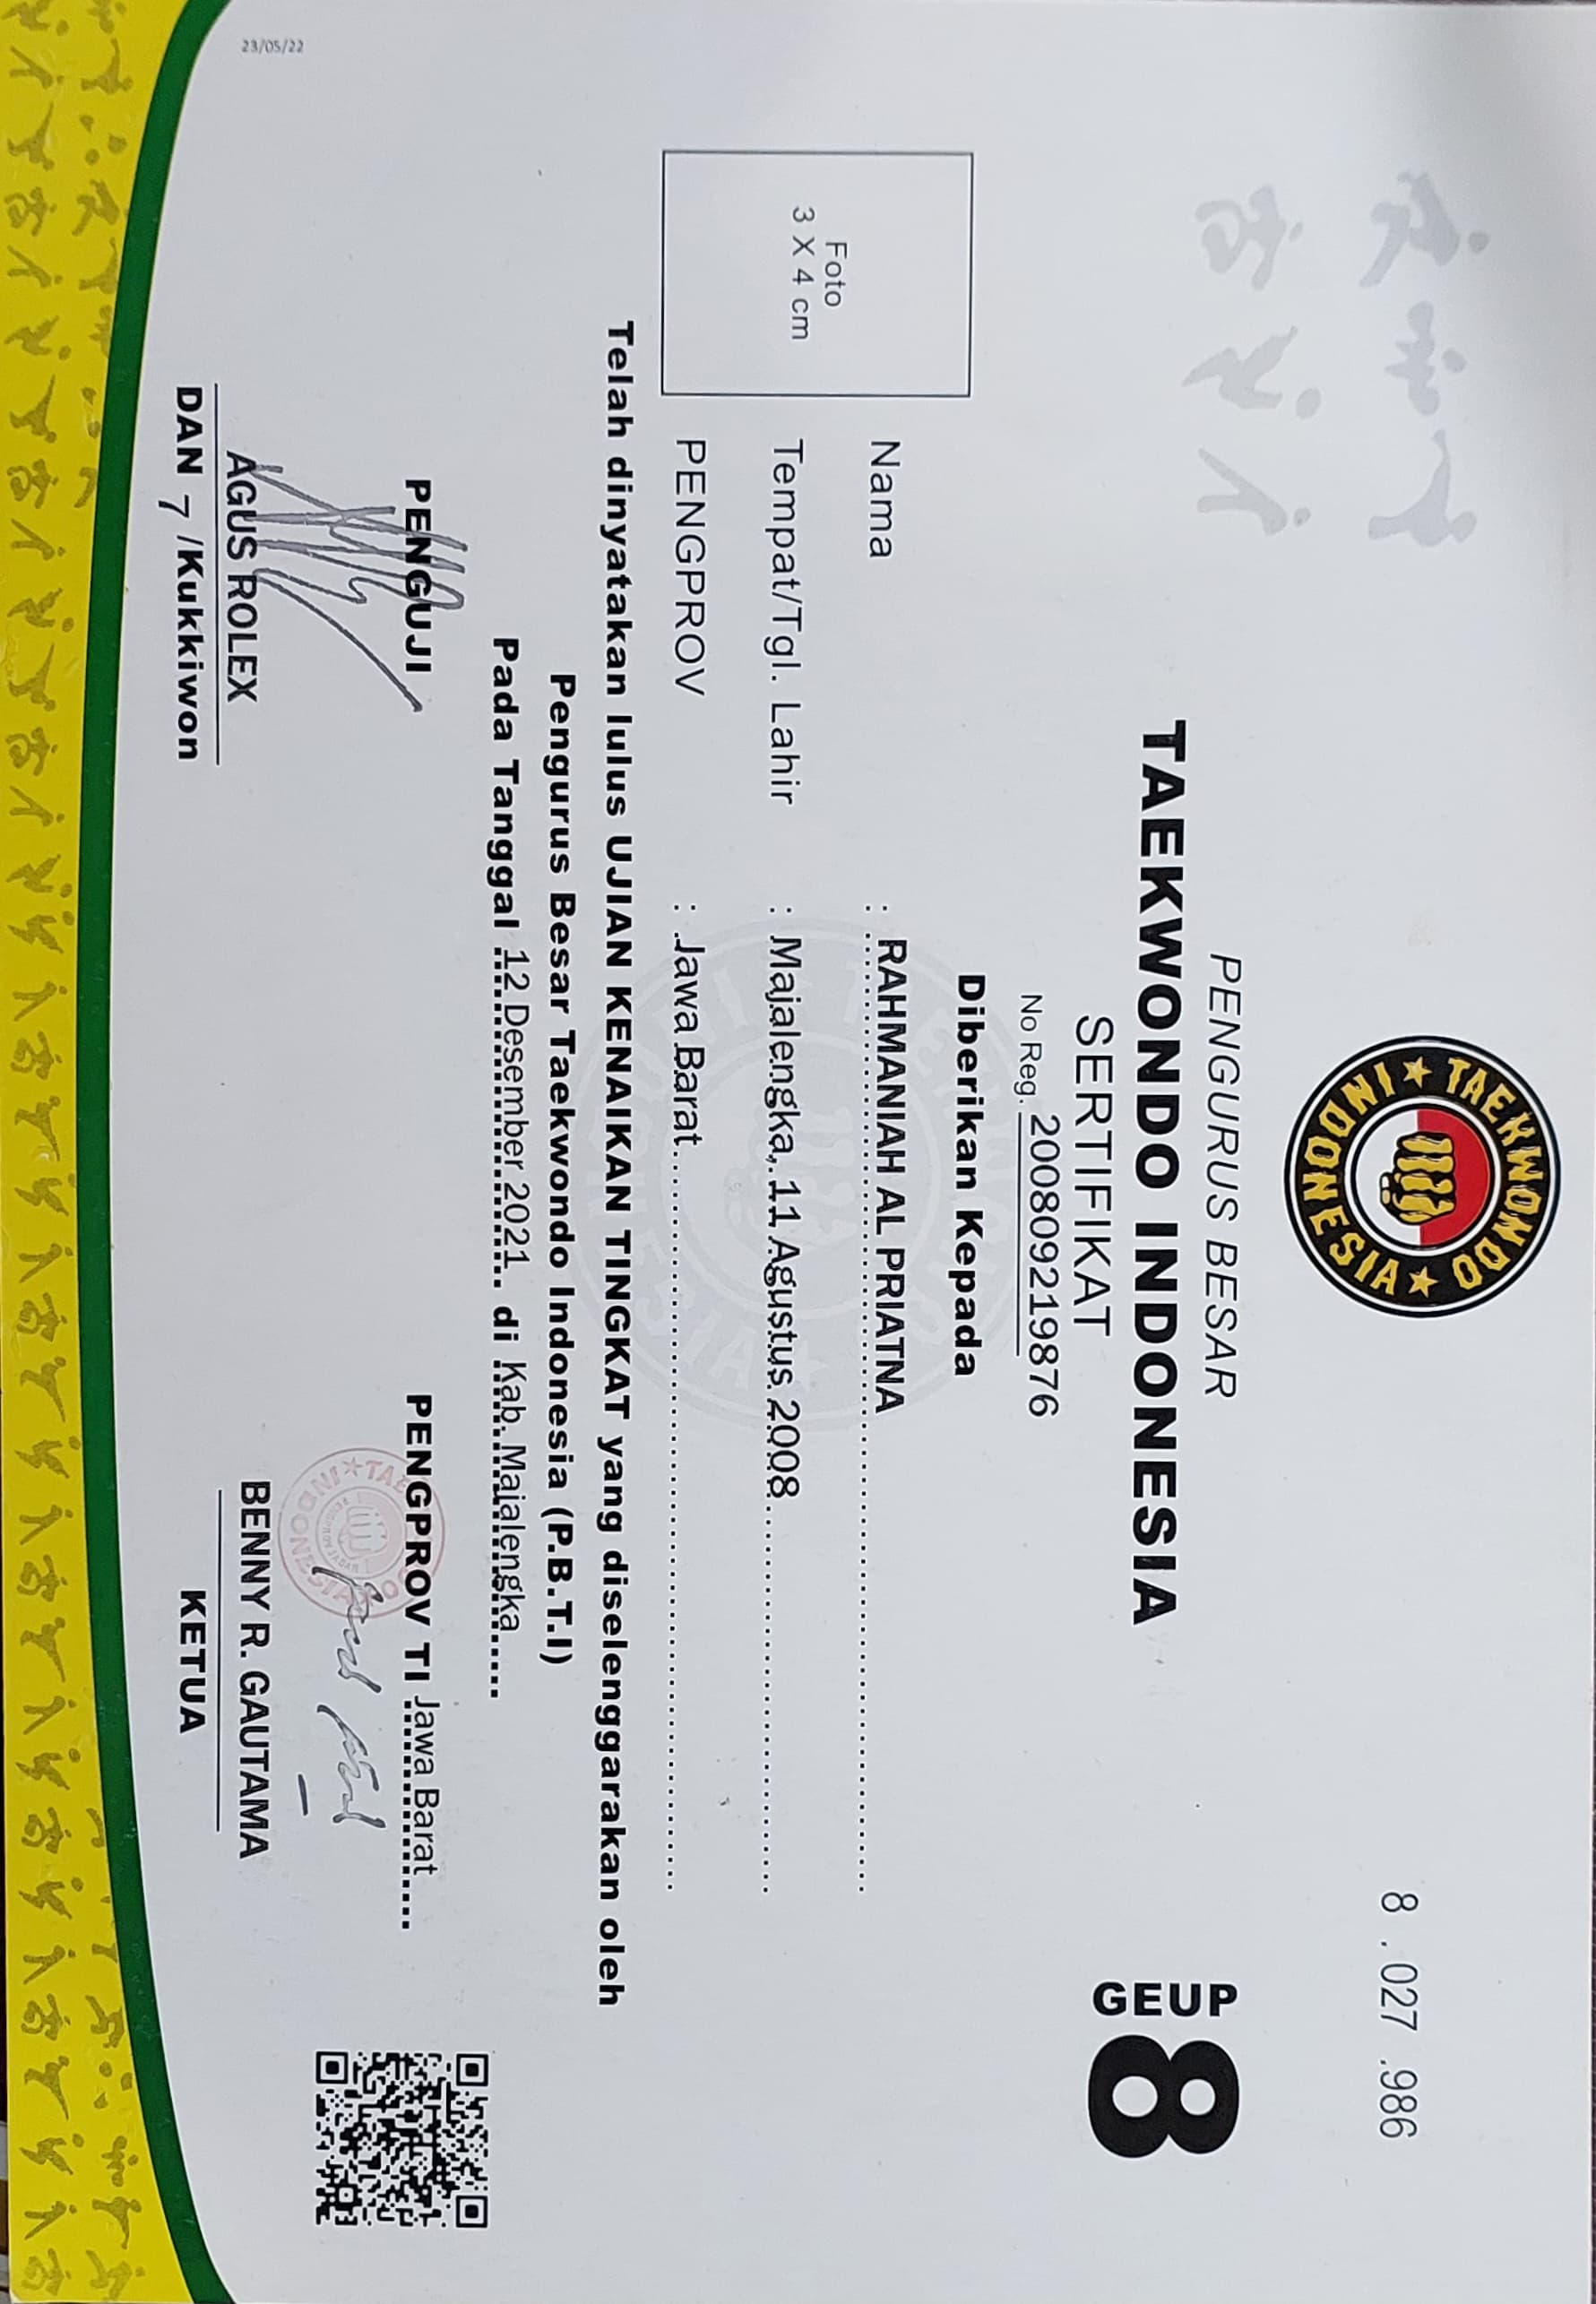 8 . 027 .986
TAEKWONDO INDONESIA
PENGURUS BESAR
TAEKWONDO INDONESIA
SERTIFIKAT
No Reg. 200809219876
GEUP
8
Diberikan Kepada
Foto
3 X 4 cm
Nama : RAHMANIAH AL PRIATNA
Tempat/Tgl. Lahir : Majalengka, 11 Agustus 2008
PENGPROV : Jawa Barat
Telah dinyatakan lulus UJIAN KENAIKAN TINGKAT yang diselenggarakan oleh
Pengurus Besar Taekwondo Indonesia (P.B.T.I)
Pada Tanggal 12 Desember 2021 di Kab. Majalengka
PENGUJI
AGUS ROLEX
DAN 7 /Kukkiwon
PENGPROV TI Jawa Barat
BENNY R. GAUTAMA
KETUA
23/05/22